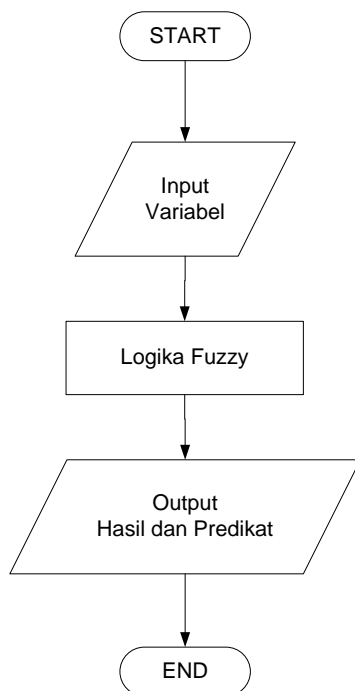 START
Input
Variabel
Logika Fuzzy
Output
Hasil dan Predikat
END